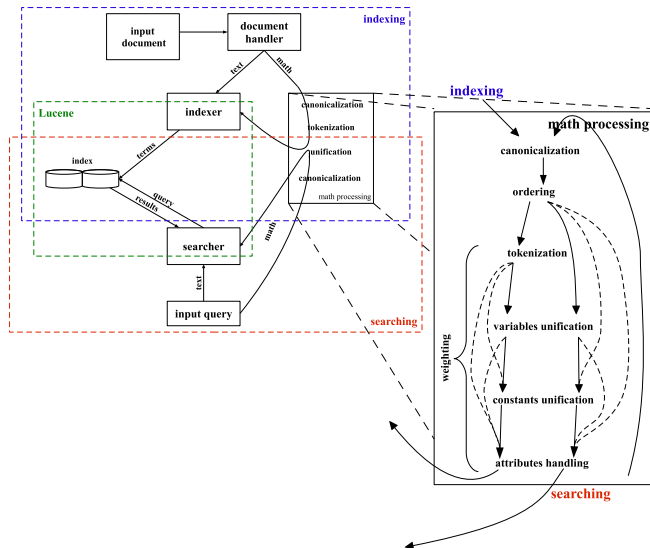 input
document
document
handler
indexing
text
math
Lucene
indexer
canonicalization
tokenization
unification
canonicalization
math processing
terms
index
query
results
math
searcher
text
input query
searching
indexing
math processing
canonicalization
ordering
tokenization
variables unification
weighting
constants unification
attributes handling
searching